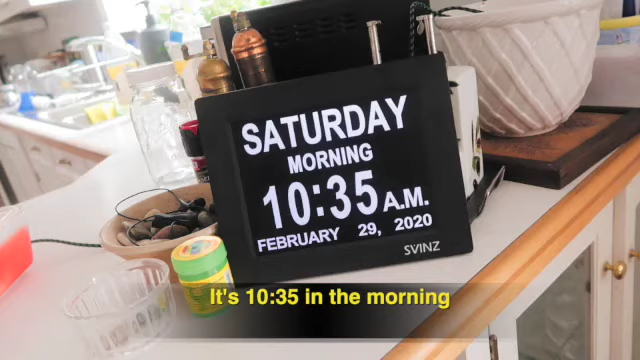 SATURDAY
MORNING
10:35 A.M.
FEBRUARY 29, 2020
SVINZ
It's 10:35 in the morning